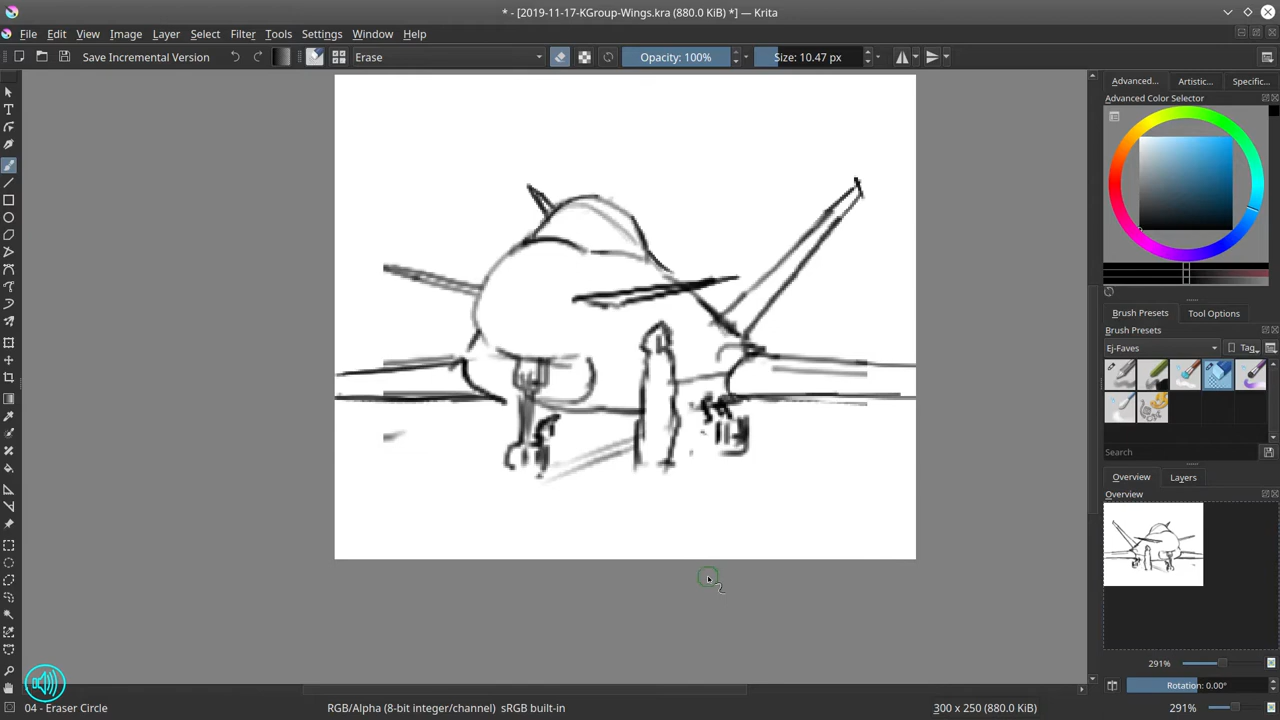 * - [2019-11-17-KGroup-Wings.kra (880.0 KiB) *] — Krita
File Edit View Image Layer Select Filter Tools Settings Window Help
Save Incremental Version Erase Opacity: 100% Size: 10.47 px
Advanced... Artistic... Specific...
Advanced Color Selector
Brush Presets Tool Options
Brush Presets
Ej-Faves Tag
Search
Overview Layers
Overview
291%
Rotation: 0.00°
04 - Eraser Circle RGB/Alpha (8-bit integer/channel) sRGB built-in 300 x 250 (880.0 KiB) 291%